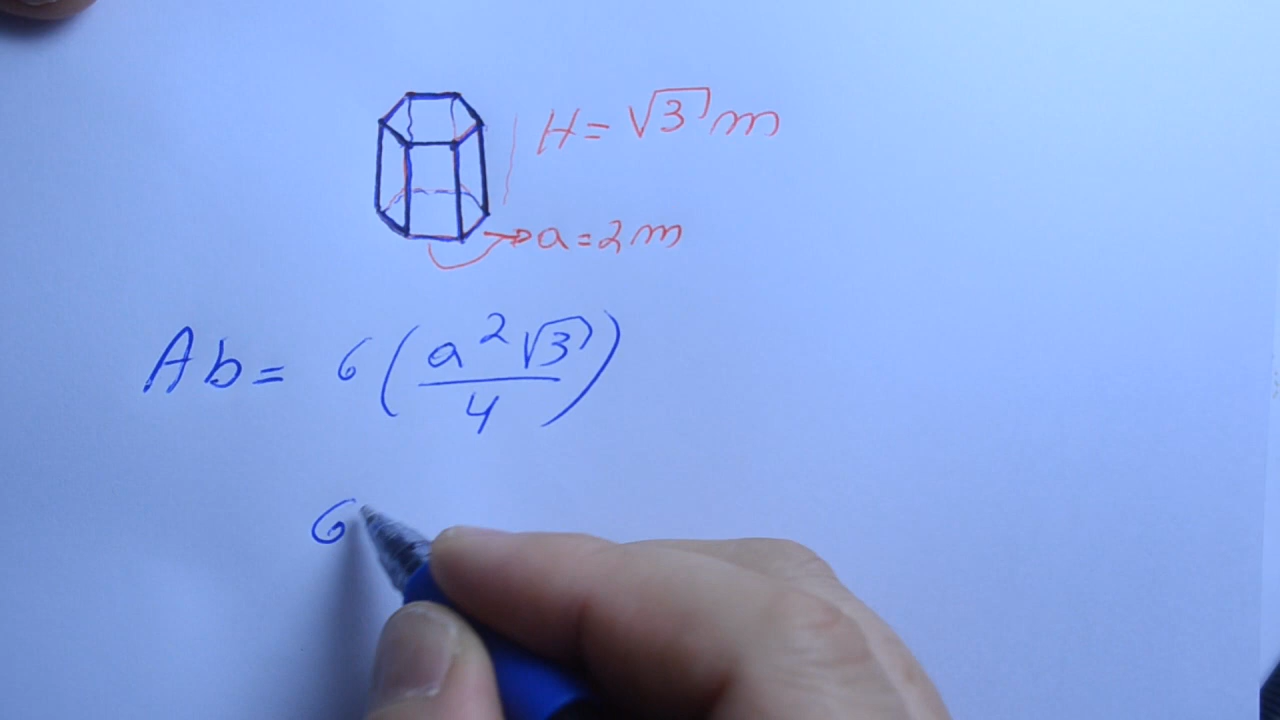 H = √3 m
a = 2m
Ab = 6 (a²√3 / 4)
6